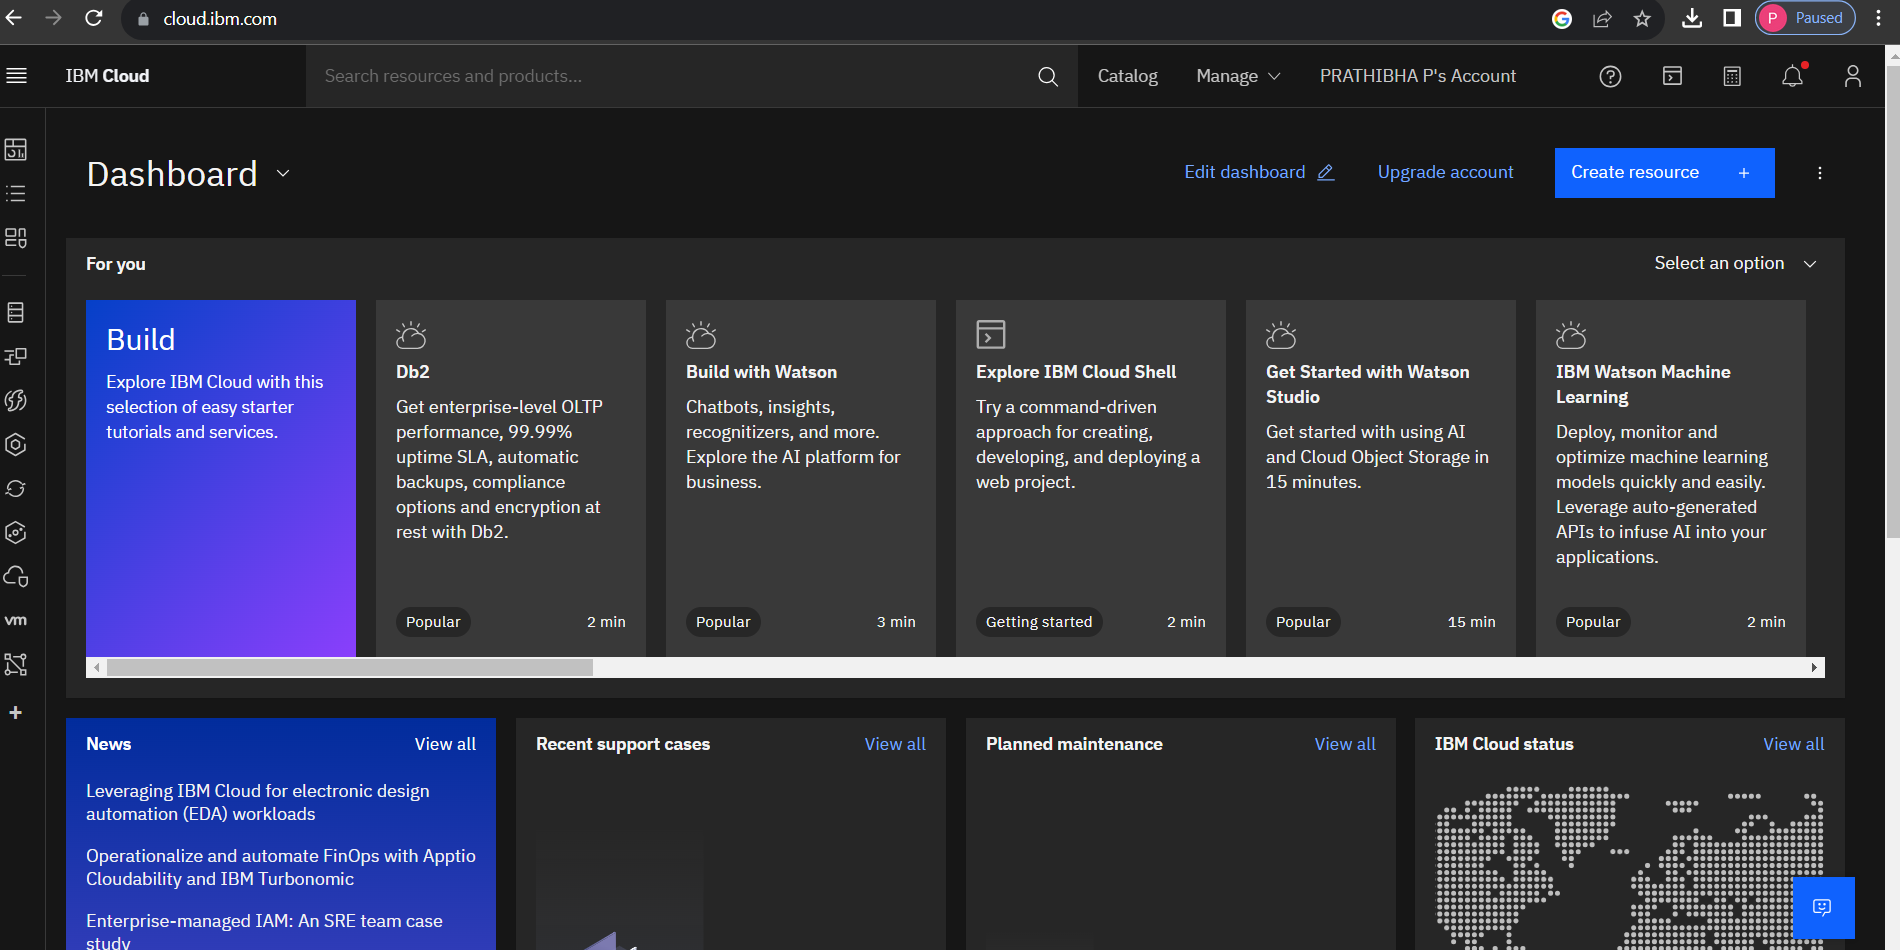 cloud.ibm.com
P Paused
IBM Cloud
Search resources and products...
Catalog
Manage
PRATHIBHA P's Account
Dashboard
Edit dashboard
Upgrade account
Create resource +
For you
Select an option
Build
Explore IBM Cloud with this
selection of easy starter
tutorials and services.
Db2
Get enterprise-level OLTP
performance, 99.99%
uptime SLA, automatic
backups, compliance
options and encryption at
rest with Db2.
Popular
2 min
Build with Watson
Chatbots, insights,
recognitizers, and more.
Explore the AI platform for
business.
Popular
3 min
Explore IBM Cloud Shell
Try a command-driven
approach for creating,
developing, and deploying a
web project.
Getting started
2 min
Get Started with Watson
Studio
Get started with using AI
and Cloud Object Storage in
15 minutes.
Popular
15 min
IBM Watson Machine
Learning
Deploy, monitor and
optimize machine learning
models quickly and easily.
Leverage auto-generated
APIs to infuse AI into your
applications.
Popular
2 min
vm
News
View all
Leveraging IBM Cloud for electronic design
automation (EDA) workloads
Operationalize and automate FinOps with Apptio
Cloudability and IBM Turbonomic
Enterprise-managed IAM: An SRE team case
study
Recent support cases
View all
Planned maintenance
View all
IBM Cloud status
View all